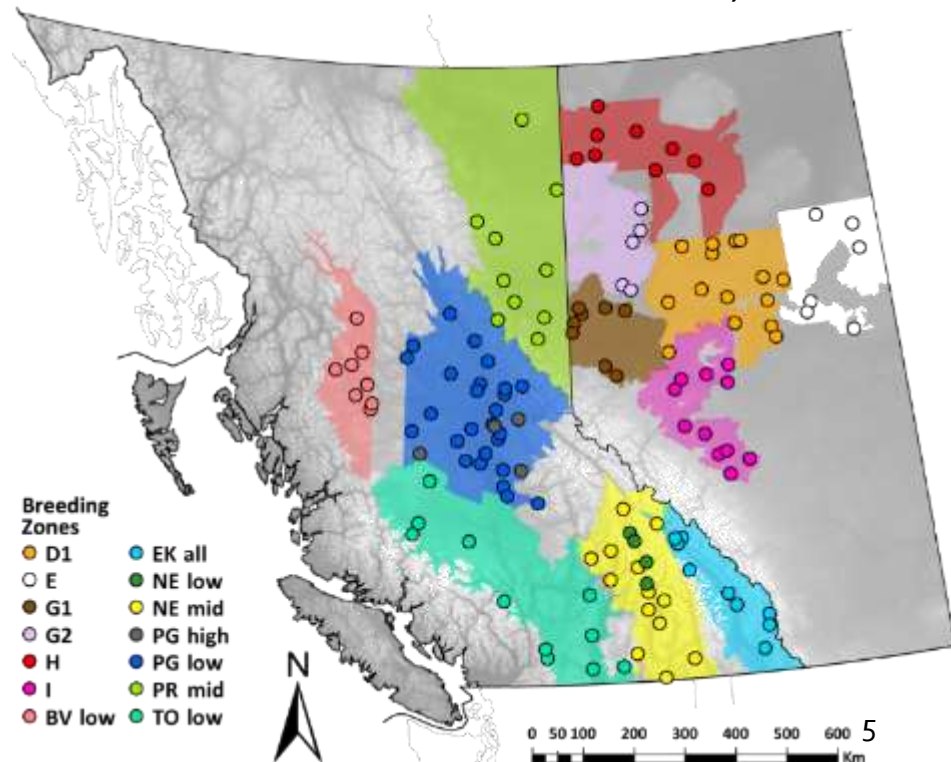 Breeding
Zones
D1
E
G1
G2
H
I
BV low
EK all
NE low
NE mid
PG high
PG low
PR mid
TO low
N
5
0 50 100 200 300 400 500 600
Km